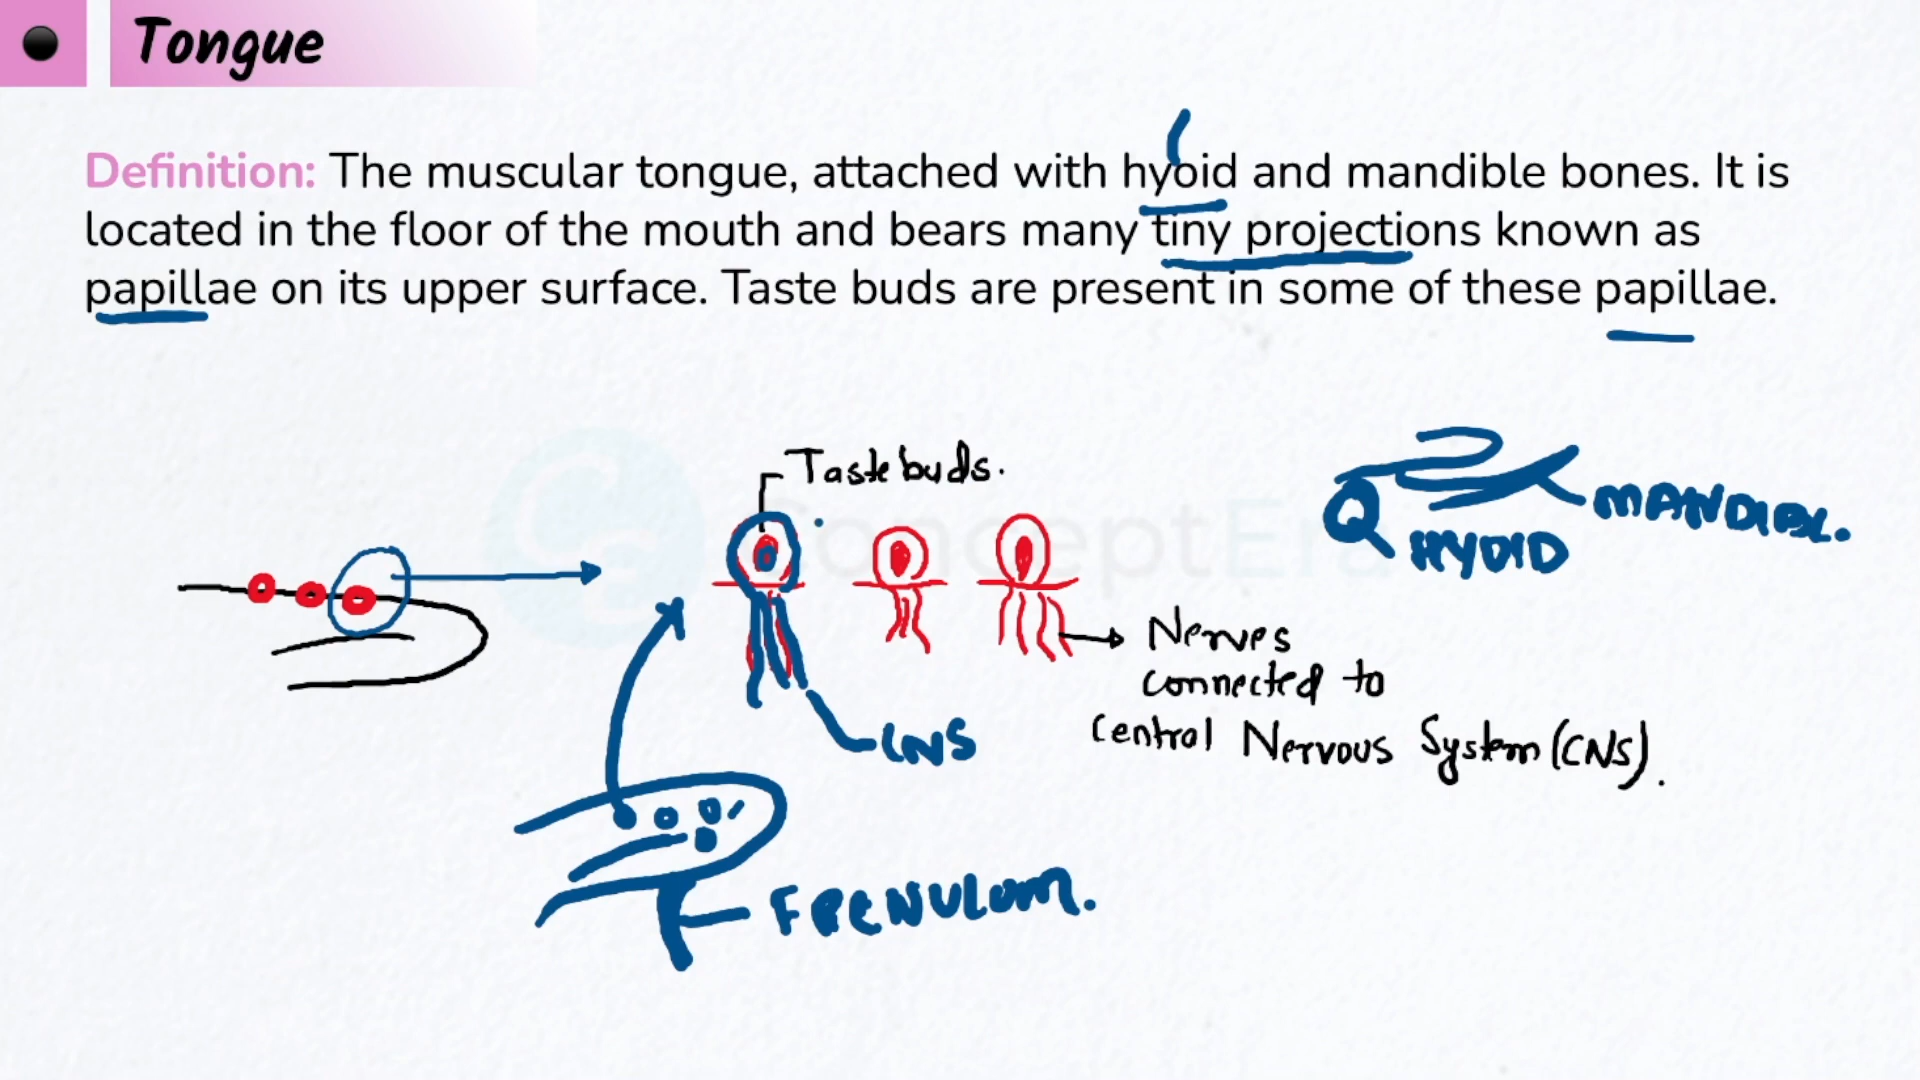 Tongue
Definition: The muscular tongue, attached with hyoid and mandible bones. It is
located in the floor of the mouth and bears many tiny projections known as
papillae on its upper surface. Taste buds are present in some of these papillae.
Taste buds.
ConceptEra
MANDIBL.
HYOID
Nerves
connected to
Central Nervous System (CNS).
CNS
FRENULUM.